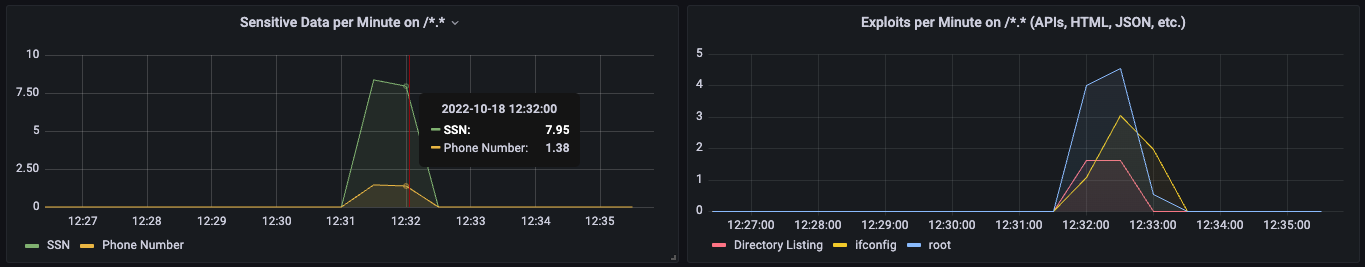 Sensitive Data per Minute on /*.*
10
7.50
5
2.50
0
12:27 12:28 12:29 12:30 12:31 12:32 12:33 12:34 12:35
2022-10-18 12:32:00
SSN: 7.95
Phone Number: 1.38
SSN Phone Number
Exploits per Minute on /*.* (APIs, HTML, JSON, etc.)
5
4
3
2
1
0
12:27:00 12:28:00 12:29:00 12:30:00 12:31:00 12:32:00 12:33:00 12:34:00 12:35:00
Directory Listing ifconfig root